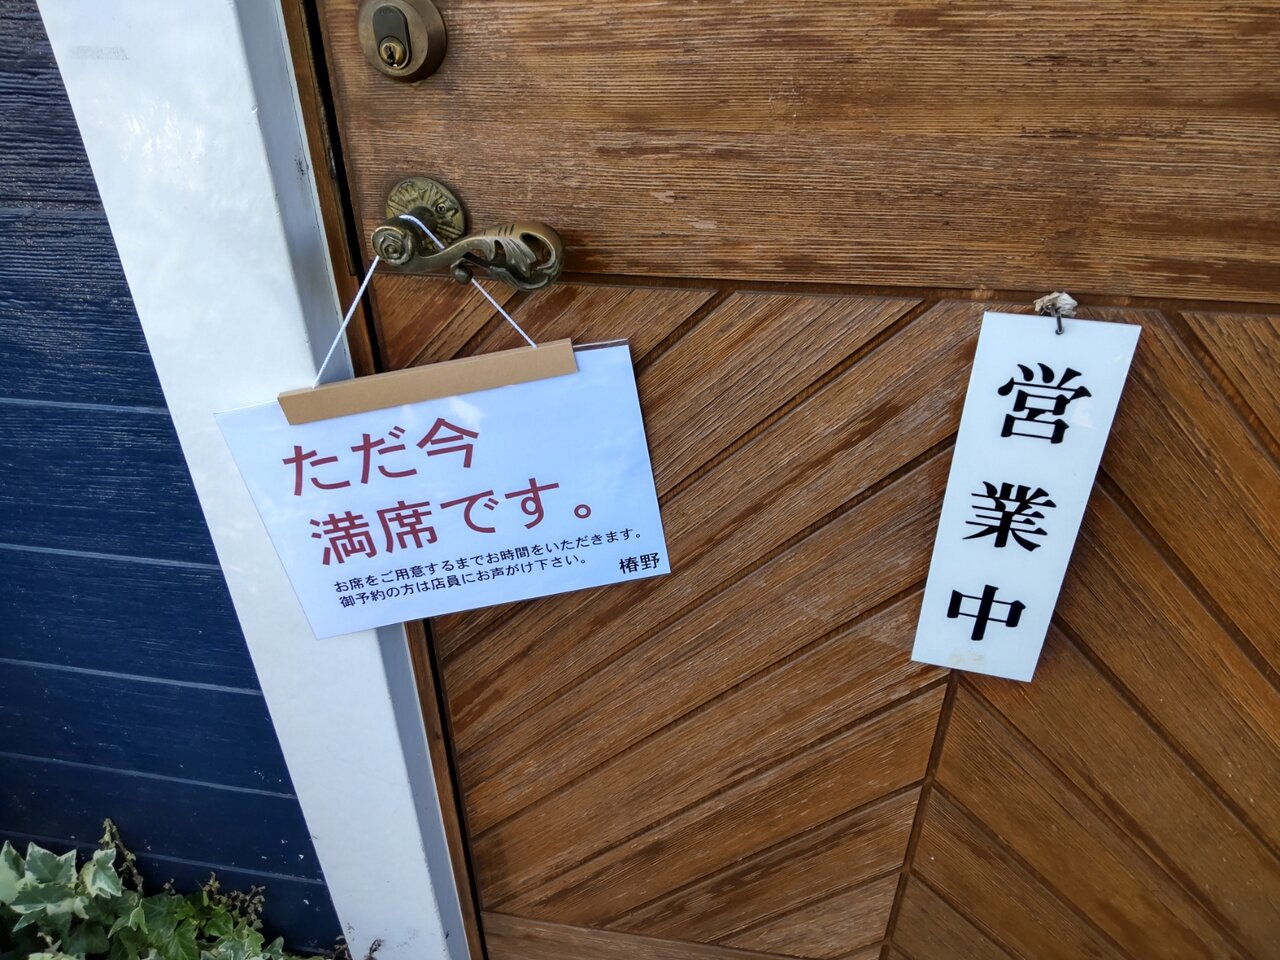 ただ今
満席です。
お席をご用意するまでお時間をいただきます。
御予約の方は店員にお声がけ下さい。
椿野
営業中